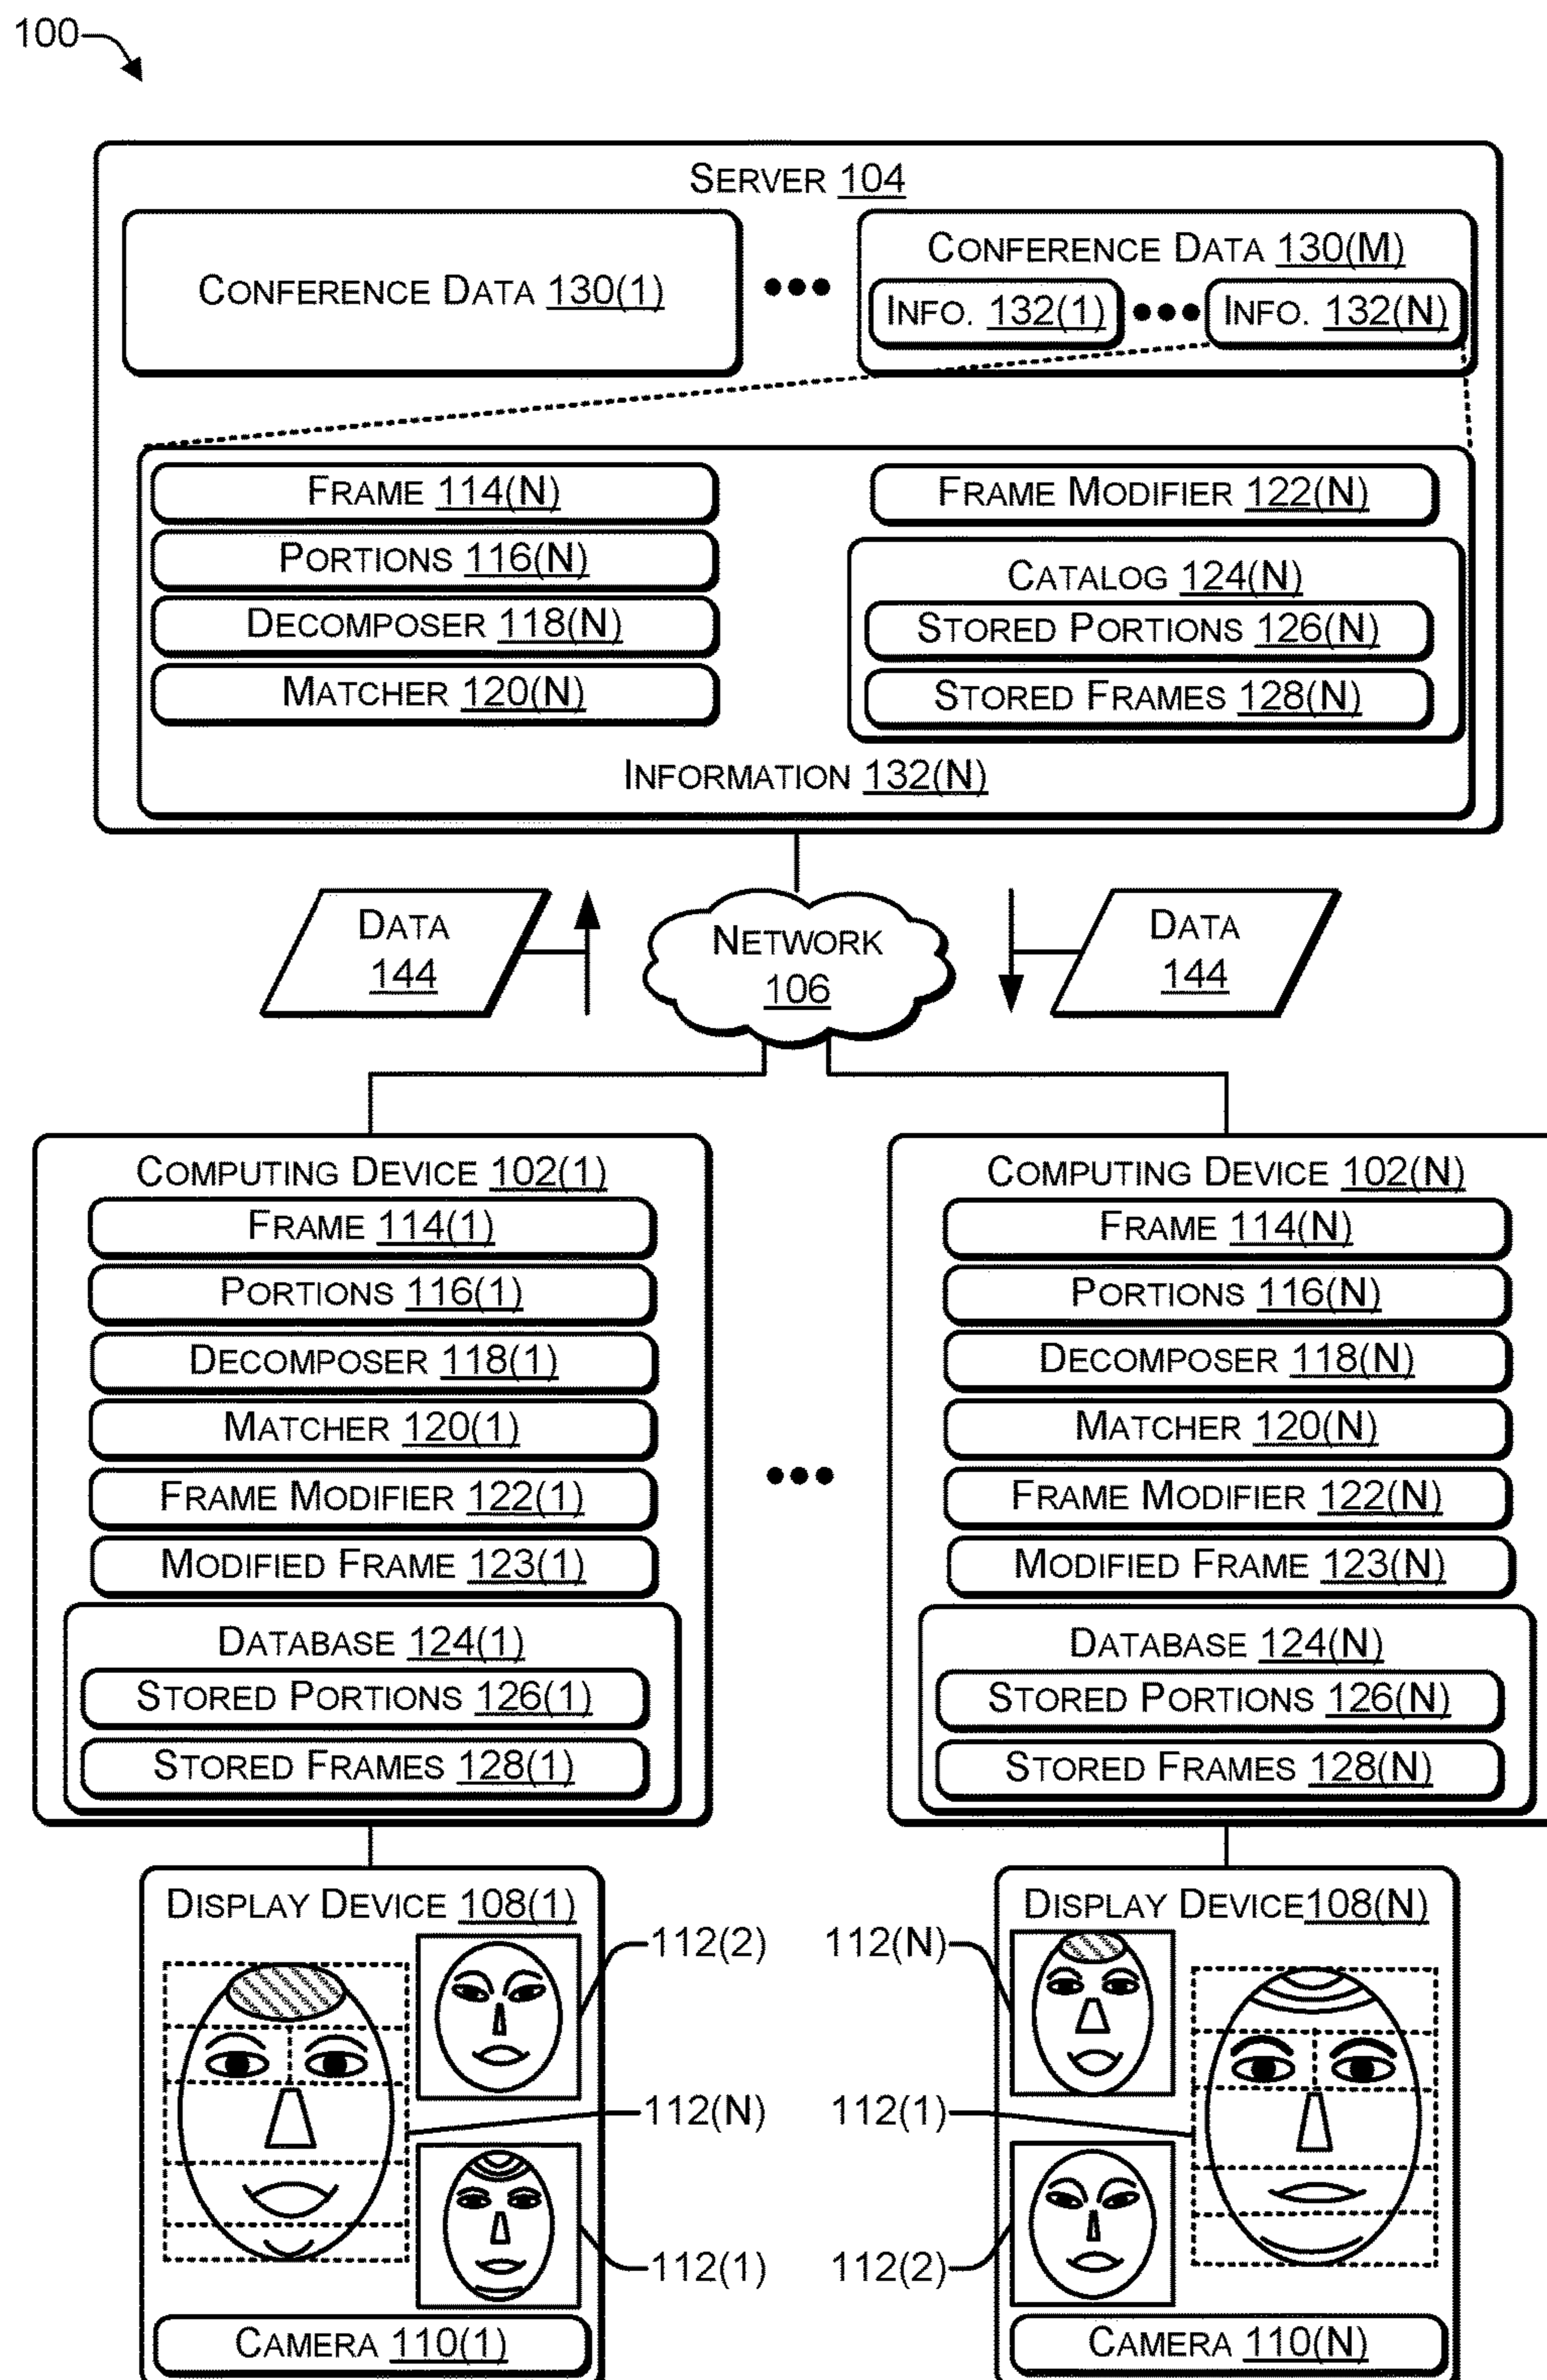 100
SERVER 104
CONFERENCE DATA 130(1)
CONFERENCE DATA 130(M)
INFO. 132(1)
INFO. 132(N)
FRAME 114(N)
PORTIONS 116(N)
DECOMPOSER 118(N)
MATCHER 120(N)
FRAME MODIFIER 122(N)
CATALOG 124(N)
STORED PORTIONS 126(N)
STORED FRAMES 128(N)
INFORMATION 132(N)
DATA
144
NETWORK
106
DATA
144
COMPUTING DEVICE 102(1)
FRAME 114(1)
PORTIONS 116(1)
DECOMPOSER 118(1)
MATCHER 120(1)
FRAME MODIFIER 122(1)
MODIFIED FRAME 123(1)
DATABASE 124(1)
STORED PORTIONS 126(1)
STORED FRAMES 128(1)
COMPUTING DEVICE 102(N)
FRAME 114(N)
PORTIONS 116(N)
DECOMPOSER 118(N)
MATCHER 120(N)
FRAME MODIFIER 122(N)
MODIFIED FRAME 123(N)
DATABASE 124(N)
STORED PORTIONS 126(N)
STORED FRAMES 128(N)
DISPLAY DEVICE 108(1)
112(2)
112(N)
112(1)
CAMERA 110(1)
DISPLAY DEVICE108(N)
112(N)
112(1)
112(2)
CAMERA 110(N)